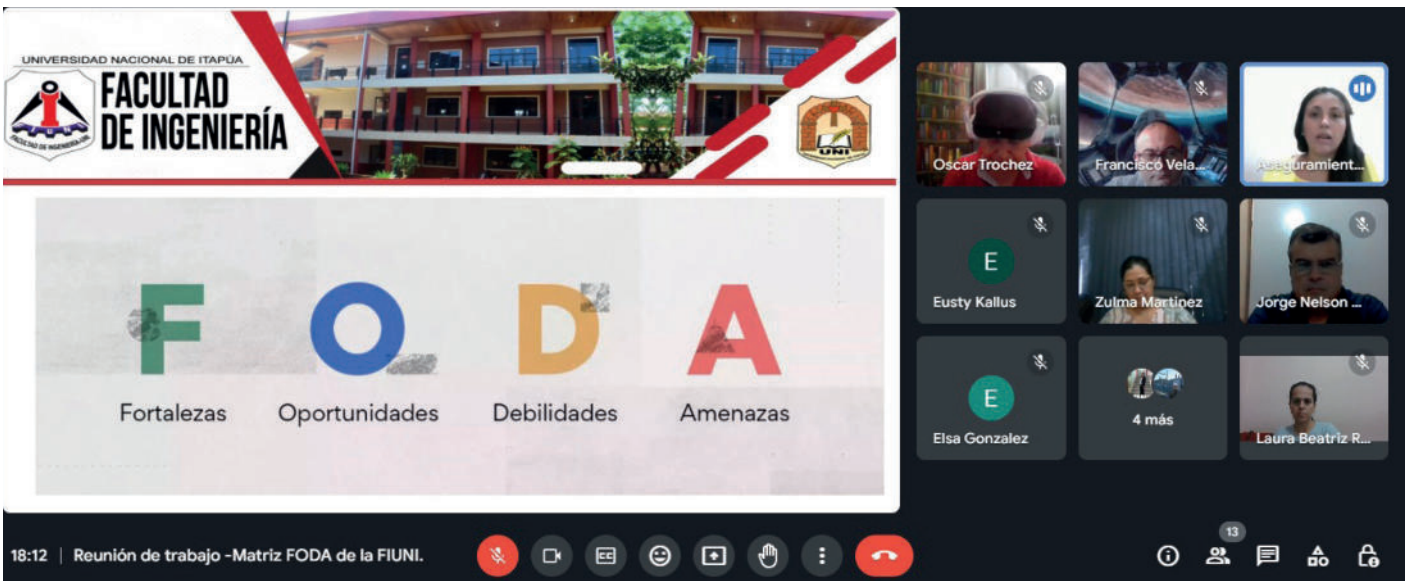 UNIVERSIDAD NACIONAL DE ITAPÚA
FACULTAD
DE INGENIERÍA
UNI
F O D A
Fortalezas Oportunidades Debilidades Amenazas
Oscar Trochez
Francisco Vela...
Aseguramient...
E
Eusty Kallus
Zulma Martinez
Jorge Nelson ...
E
Elsa Gonzalez
4 más
Laura Beatriz R...
18:12 | Reunión de trabajo -Matriz FODA de la FIUNI.
CC
13